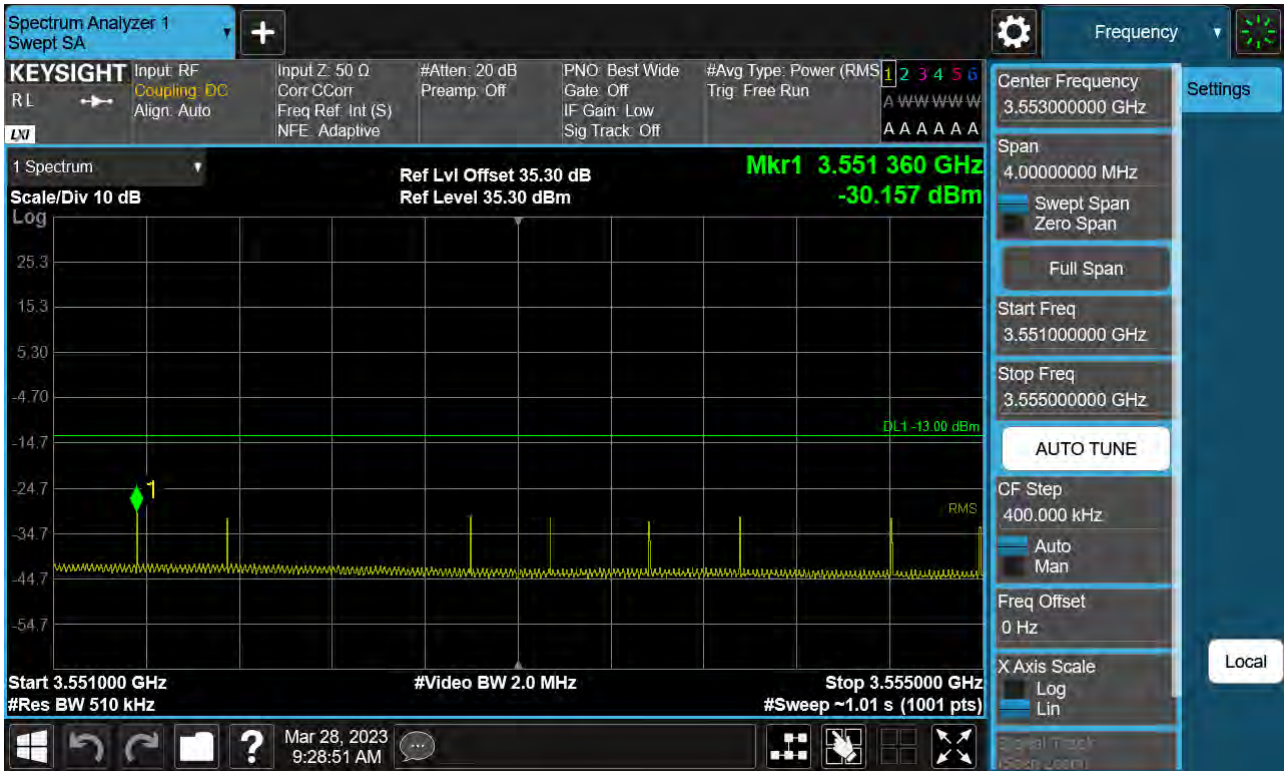 Spectrum Analyzer 1
Swept SA
+
Frequency
KEYSIGHT
RL
LXI
Input: RF
Coupling: DC
Align: Auto
Input Z: 50 Ω
Corr CCorr
Freq Ref: Int (S)
NFE: Adaptive
#Atten: 20 dB
Preamp: Off
PNO: Best Wide
Gate: Off
IF Gain: Low
Sig Track: Off
#Avg Type: Power (RMS
Trig: Free Run
1 2 3 4 5 6
A W W W W W
A A A A A A
1 Spectrum
Scale/Div 10 dB
Log
Ref Lvl Offset 35.30 dB
Ref Level 35.30 dBm
Mkr1 3.551 360 GHz
-30.157 dBm
25.3
15.3
5.30
-4.70
-14.7
-24.7
-34.7
-44.7
-54.7
DL1 -13.00 dBm
1
RMS
Start 3.551000 GHz
#Res BW 510 kHz
#Video BW 2.0 MHz
Stop 3.555000 GHz
#Sweep ~1.01 s (1001 pts)
?
Mar 28, 2023
9:28:51 AM
Center Frequency
3.553000000 GHz
Span
4.00000000 MHz
Swept Span
Zero Span
Full Span
Start Freq
3.551000000 GHz
Stop Freq
3.555000000 GHz
AUTO TUNE
CF Step
400.000 kHz
Auto
Man
Freq Offset
0 Hz
X Axis Scale
Log
Lin
Signal Track
(Span Zoom)
Settings
Local